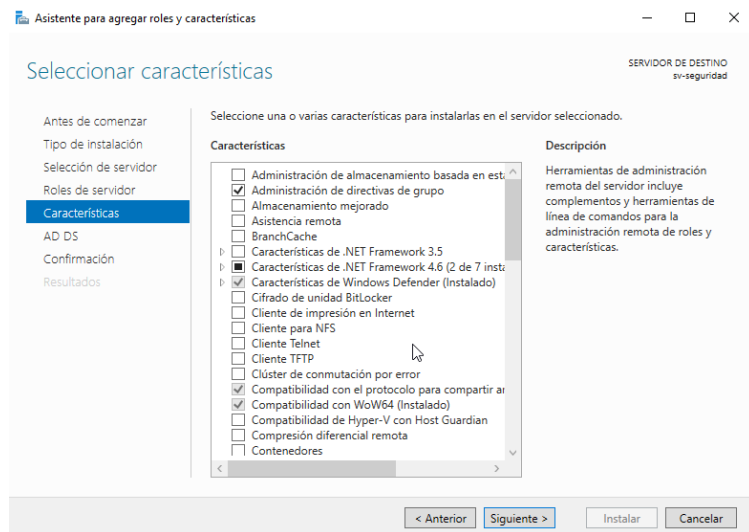 Asistente para agregar roles y características
Seleccionar características
SERVIDOR DE DESTINO
sv-seguridad
Antes de comenzar
Tipo de instalación
Selección de servidor
Roles de servidor
Características
AD DS
Confirmación
Resultados
Seleccione una o varias características para instalarlas en el servidor seleccionado.
Características
Administración de almacenamiento basada en está
Administración de directivas de grupo
Almacenamiento mejorado
Asistencia remota
BranchCache
Características de .NET Framework 3.5
Características de .NET Framework 4.6 (2 de 7 insta
Características de Windows Defender (Instalado)
Cifrado de unidad BitLocker
Cliente de impresión en Internet
Cliente para NFS
Cliente Telnet
Cliente TFTP
Clúster de conmutación por error
Compatibilidad con el protocolo para compartir ar
Compatibilidad con WoW64 (Instalado)
Compatibilidad de Hyper-V con Host Guardian
Compresión diferencial remota
Contenedores
Descripción
Herramientas de administración
remota del servidor incluye
complementos y herramientas de
línea de comandos para la
administración remota de roles y
características.
< Anterior
Siguiente >
Instalar
Cancelar